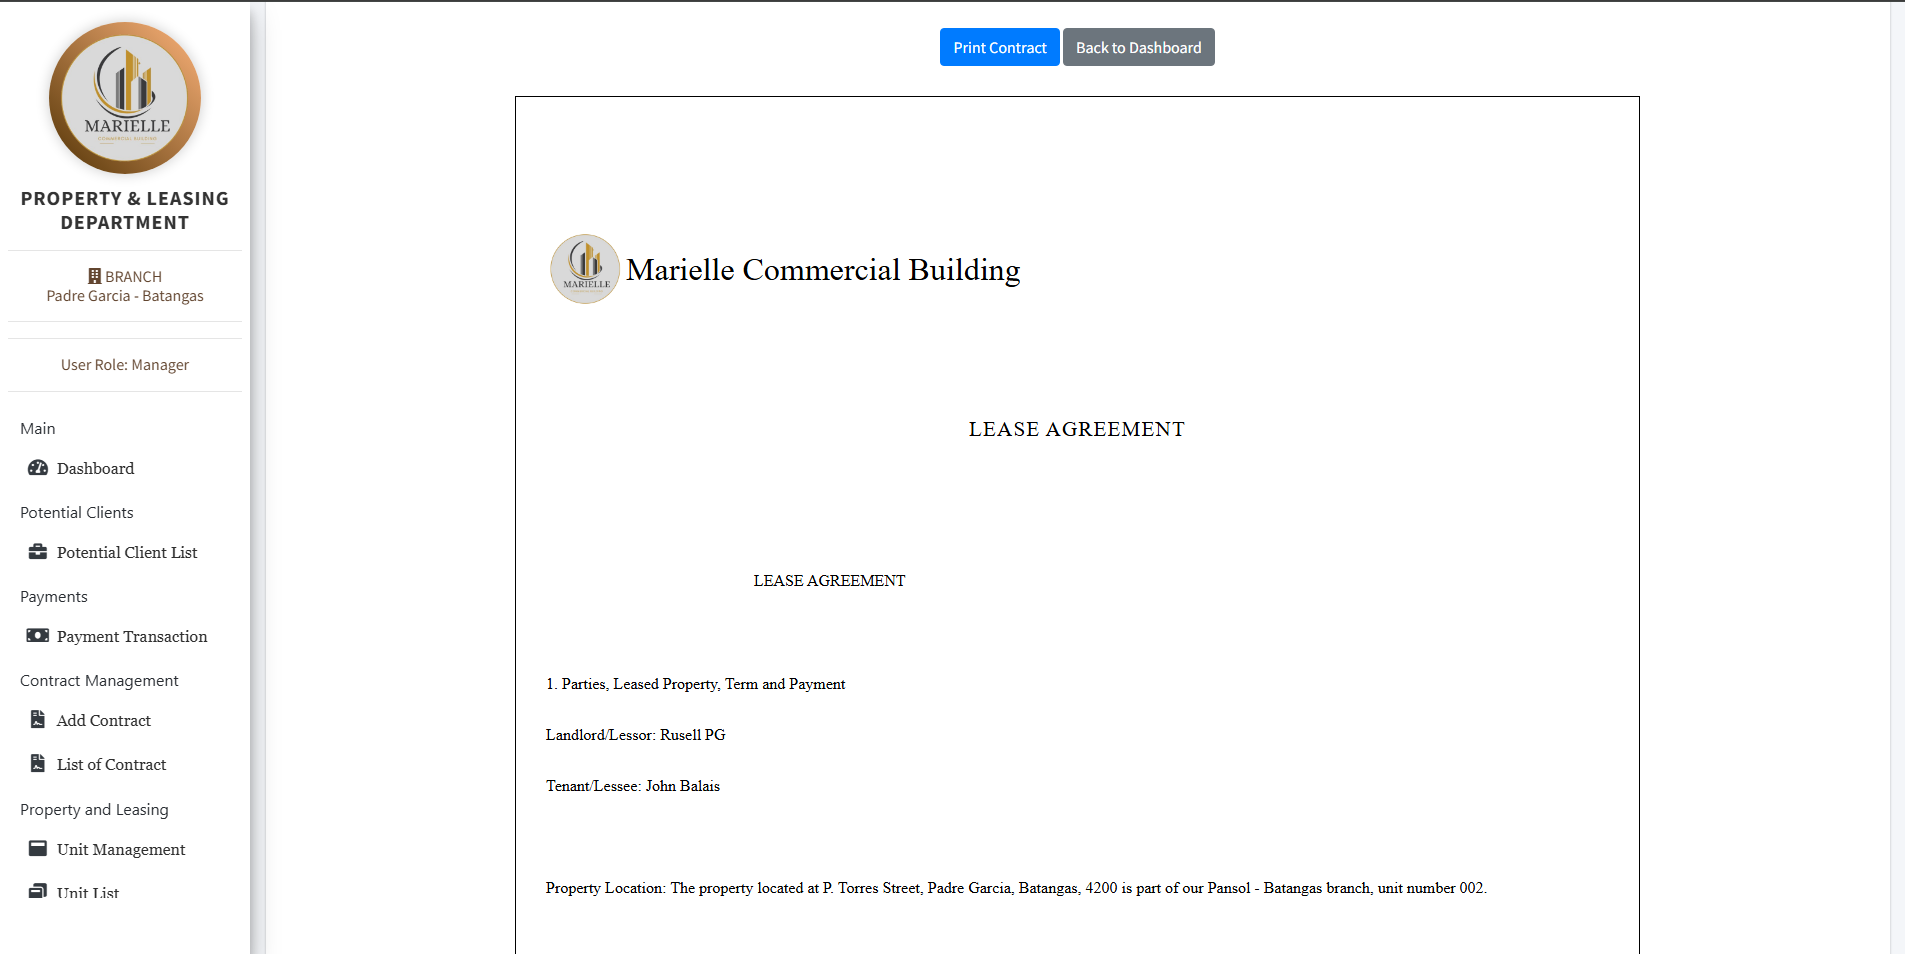 MARIELLE
COMMERCIAL BUILDING
PROPERTY & LEASING
DEPARTMENT
BRANCH
Padre Garcia - Batangas
User Role: Manager
Main
Dashboard
Potential Clients
Potential Client List
Payments
Payment Transaction
Contract Management
Add Contract
List of Contract
Property and Leasing
Unit Management
Unit List
Print Contract
Back to Dashboard
MARIELLE
Marielle Commercial Building
LEASE AGREEMENT
LEASE AGREEMENT
1. Parties, Leased Property, Term and Payment
Landlord/Lessor: Rusell PG
Tenant/Lessee: John Balais
Property Location: The property located at P. Torres Street, Padre Garcia, Batangas, 4200 is part of our Pansol - Batangas branch, unit number 002.